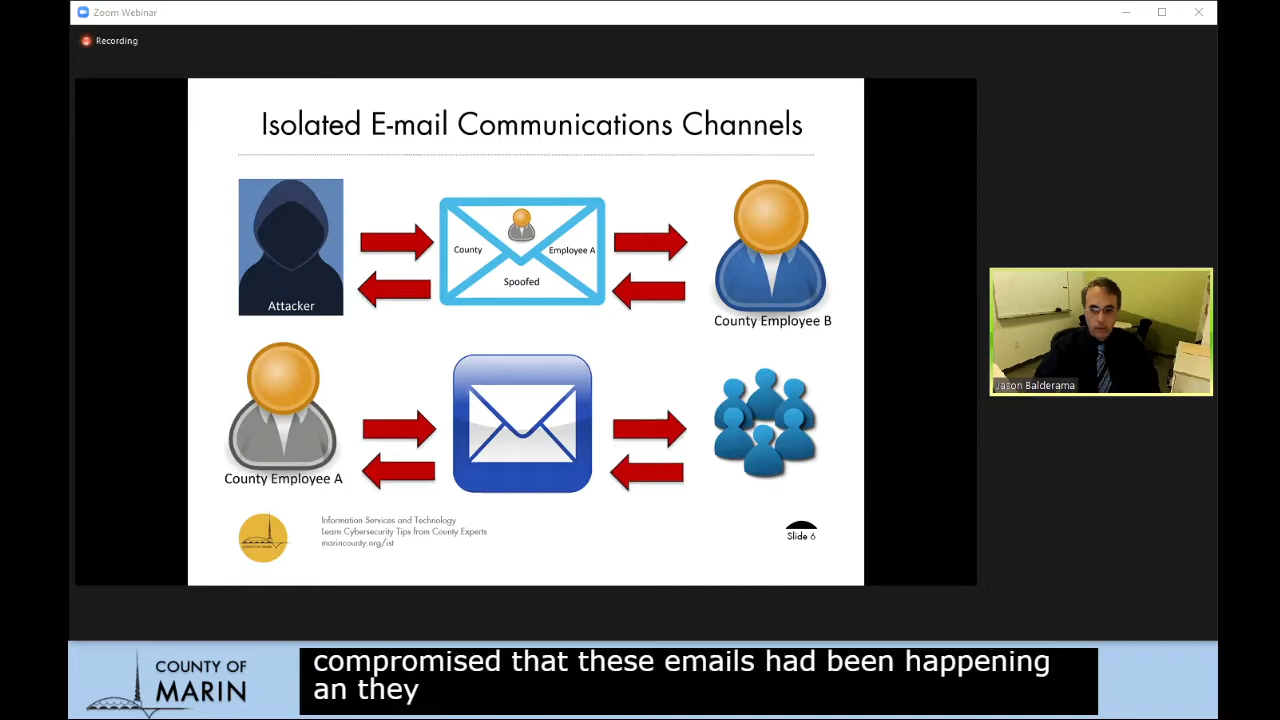 Zoom Webinar
Recording
Isolated E-mail Communications Channels
Attacker
County
Employee A
Spoofed
County Employee B
Jason Balderama
County Employee A
Information Services and Technology
Learn Cybersecurity Tips from County Experts
marincounty.org/ist
Slide 6
COUNTY OF
MARIN
compromised that these emails had been happening
an they